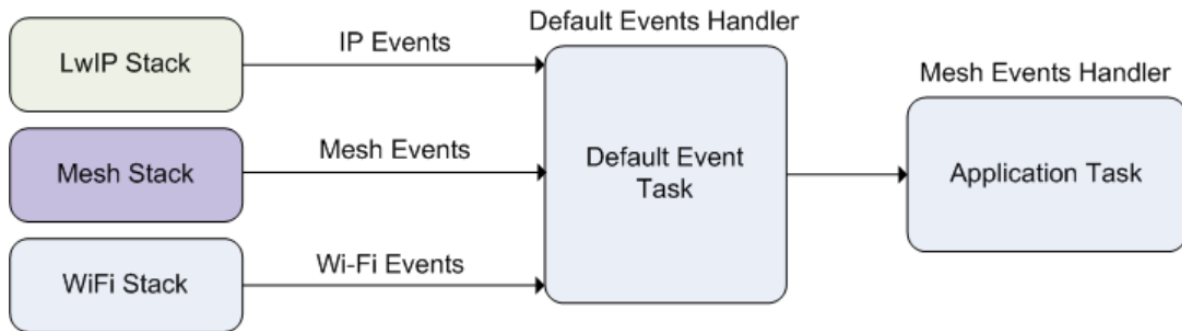 Default Events Handler
LwIP Stack
IP Events
Mesh Events Handler
Mesh Stack
Mesh Events
Default Event
Task
Application Task
WiFi Stack
Wi-Fi Events